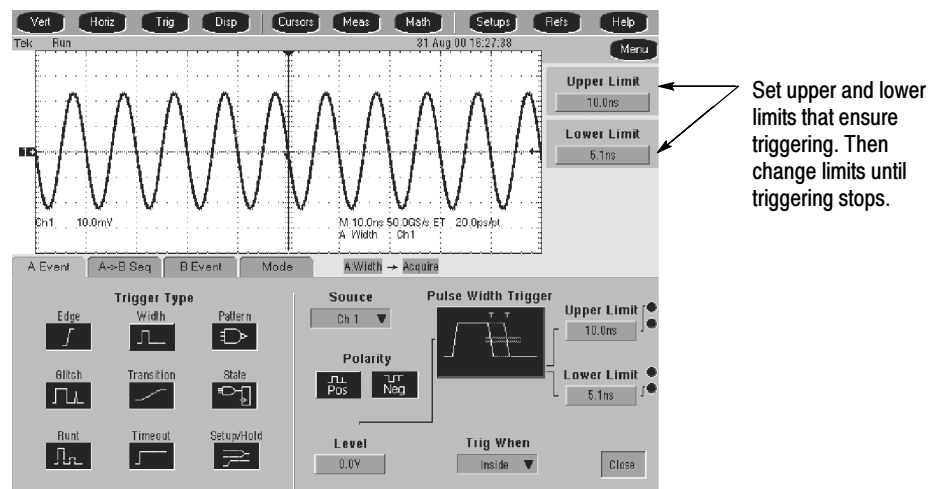 Vert Horiz Trig Disp Cursors Meas Math Setups Refs Help
Tek Run 31 Aug 00 16:27:38
Menu
Upper Limit
10.0ns
Lower Limit
5.1ns
Set upper and lower
limits that ensure
triggering. Then
change limits until
triggering stops.
1
Ch1 10.0mV M 10.0ns 50.0GS/s ET 20.0ps/pt
A Width Ch1
A Event A->B Seq B Event Mode A:Width → Acquire
Trigger Type
Edge Width Pattern
Glitch Transition State
Runt Timeout Setup/Hold
Source
Ch 1
Polarity
Pos Neg
Level
0.0V
Pulse Width Trigger
T T
Trig When
Inside
Upper Limit
10.0ns
Lower Limit
5.1ns
Close